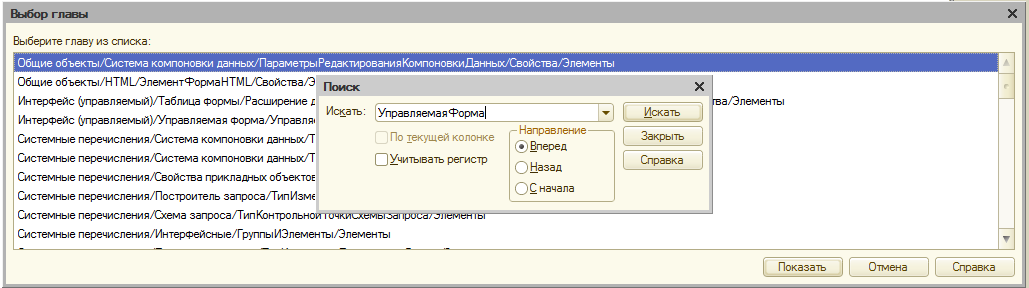 Выбор главы
Выберите главу из списка:
Общие объекты/Система компоновки данных/ПараметрыРедактированияКомпоновкиДанных/Свойства/Элементы
Общие объекты/HTML/ЭлементФормаHTML/Свойства/Э
Интерфейс (управляемый)/Таблица формы/Расширение д
ства/Элементы
Интерфейс (управляемый)/Управляемая форма/Управля
Системные перечисления/Система компоновки данных/Т
Системные перечисления/Система компоновки данных/Т
Системные перечисления/Свойства прикладных объектов
Системные перечисления/Построитель запроса/ТипИзме
Системные перечисления/Схема запроса/ТипКонтрольнойТочкиСхемыЗапроса/Элементы
Системные перечисления/Интерфейсные/ГруппыИЭлементы/Элементы
Поиск
Искать:
УправляемаяФорма
Искать
По текущей колонке
Учитывать регистр
Направление
Вперед
Назад
С начала
Закрыть
Справка
Показать
Отмена
Справка